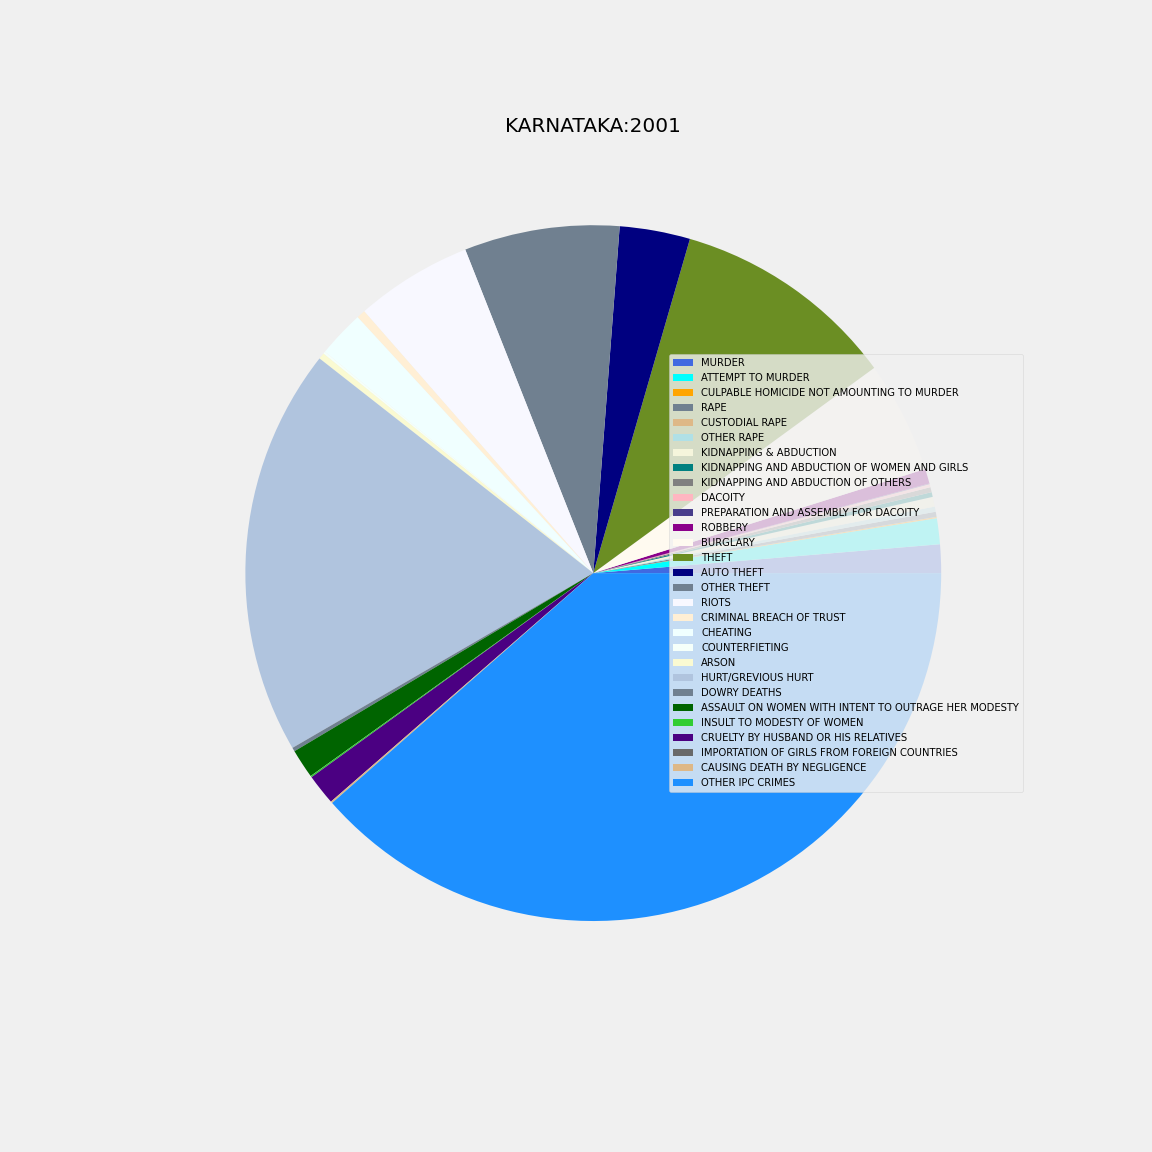 KARNATAKA:2001
MURDER
ATTEMPT TO MURDER
CULPABLE HOMICIDE NOT AMOUNTING TO MURDER
RAPE
CUSTODIAL RAPE
OTHER RAPE
KIDNAPPING & ABDUCTION
KIDNAPPING AND ABDUCTION OF WOMEN AND GIRLS
KIDNAPPING AND ABDUCTION OF OTHERS
DACOITY
PREPARATION AND ASSEMBLY FOR DACOITY
ROBBERY
BURGLARY
THEFT
AUTO THEFT
OTHER THEFT
RIOTS
CRIMINAL BREACH OF TRUST
CHEATING
COUNTERFIETING
ARSON
HURT/GREVIOUS HURT
DOWRY DEATHS
ASSAULT ON WOMEN WITH INTENT TO OUTRAGE HER MODESTY
INSULT TO MODESTY OF WOMEN
CRUELTY BY HUSBAND OR HIS RELATIVES
IMPORTATION OF GIRLS FROM FOREIGN COUNTRIES
CAUSING DEATH BY NEGLIGENCE
OTHER IPC CRIMES